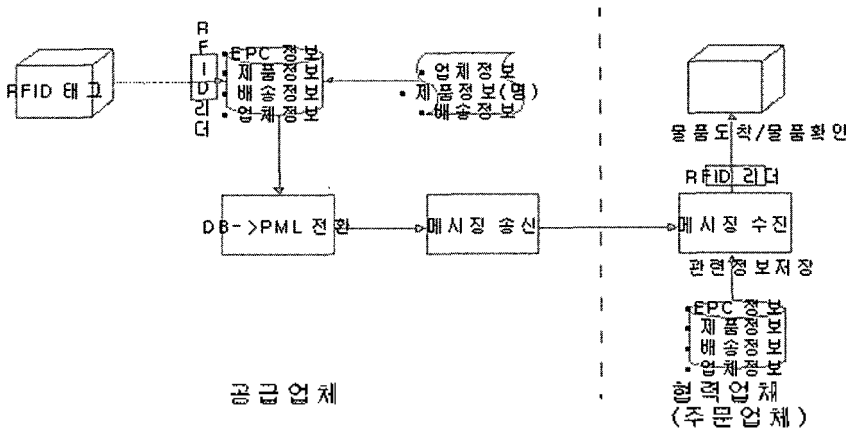 RFID 태그
RFID 리더
EPC 정보
제품정보
배송정보
업체정보
업체정보
제품정보(명)
배송정보
물품도착/물품확인
RFID 리더
DB->PML 전환
메시징 송신
메시징 수진
관련정보저장
EPC 정보
제품정보
배송정보
업체정보
공급업체
협력업체
(주문업체)